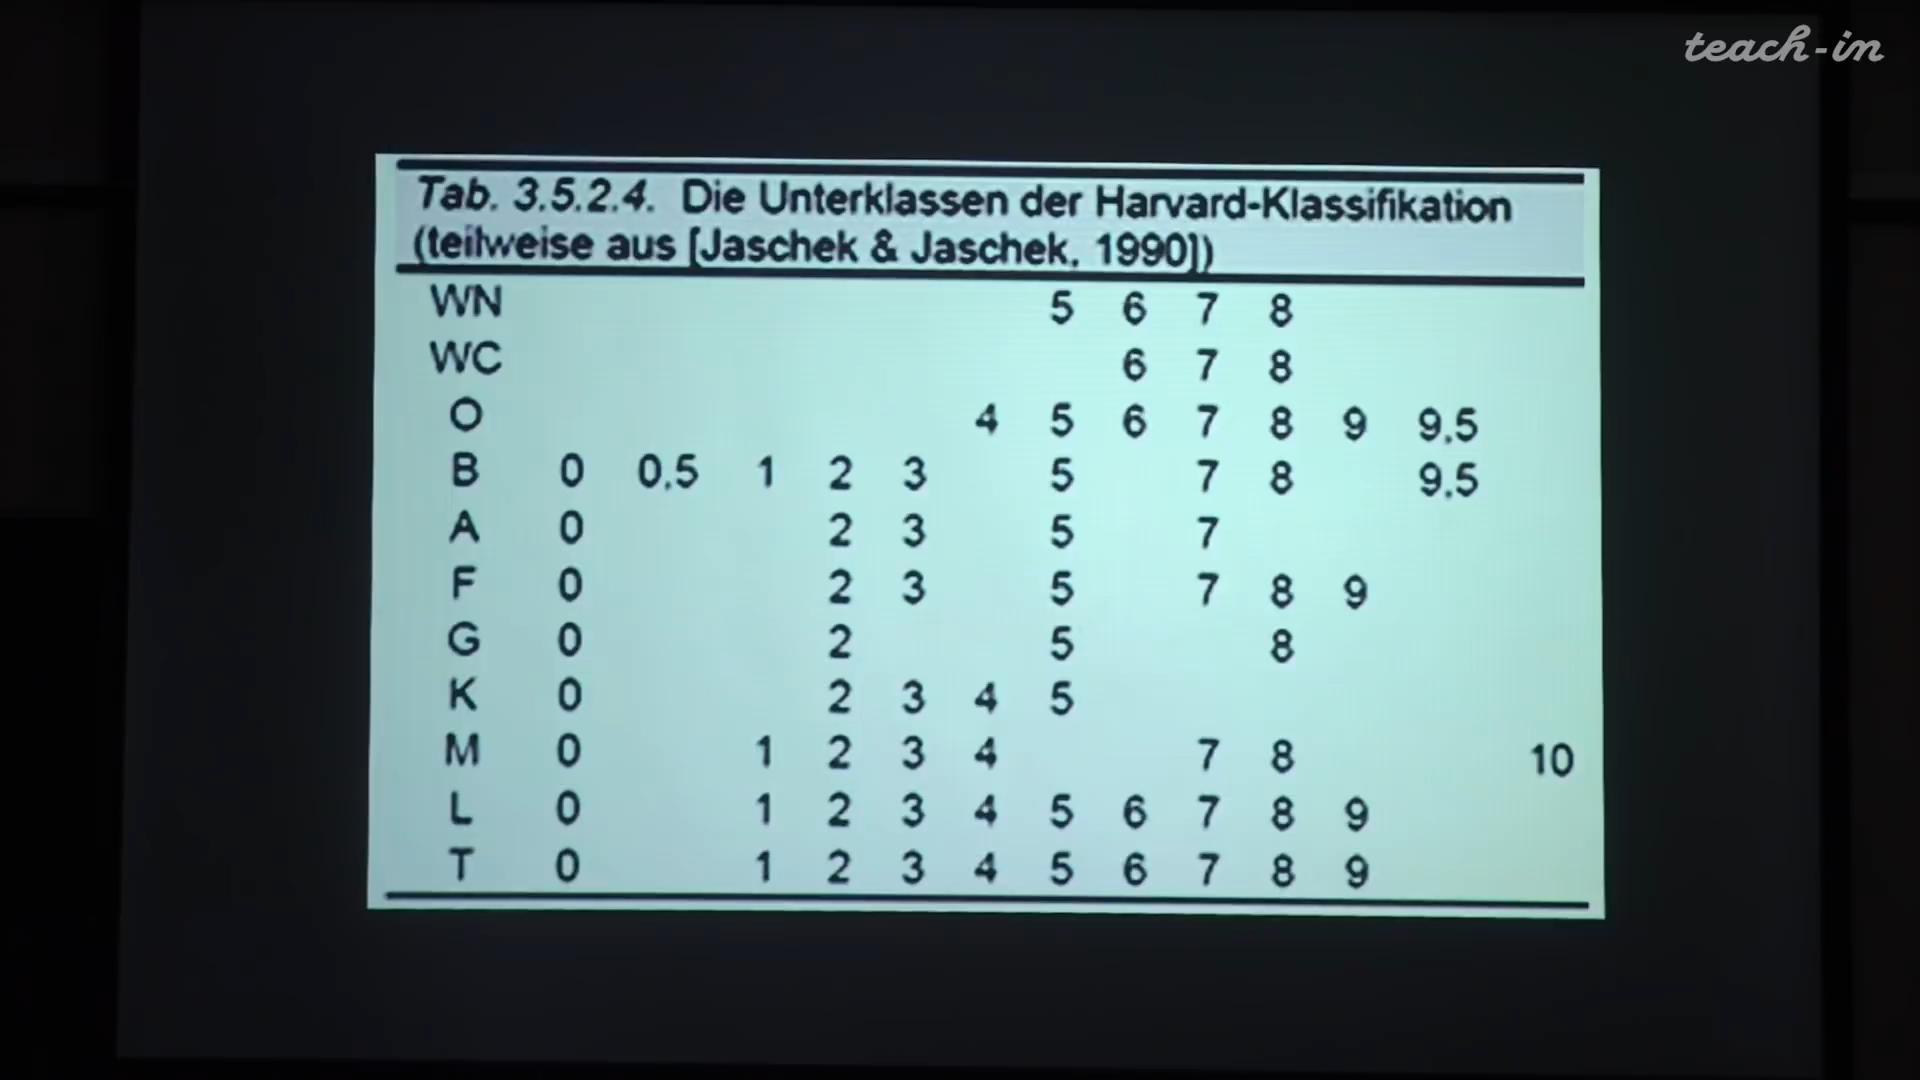 teach-in
Tab. 3.5.2.4. Die Unterklassen der Harvard-Klassifikation
(teilweise aus [Jaschek & Jaschek, 1990])
WN 5 6 7 8
WC 6 7 8
O 4 5 6 7 8 9 9.5
B 0 0.5 1 2 3 5 7 8 9.5
A 0 2 3 5 7
F 0 2 3 5 7 8 9
G 0 2 5 8
K 0 2 3 4 5
M 0 1 2 3 4 7 8 10
L 0 1 2 3 4 5 6 7 8 9
T 0 1 2 3 4 5 6 7 8 9